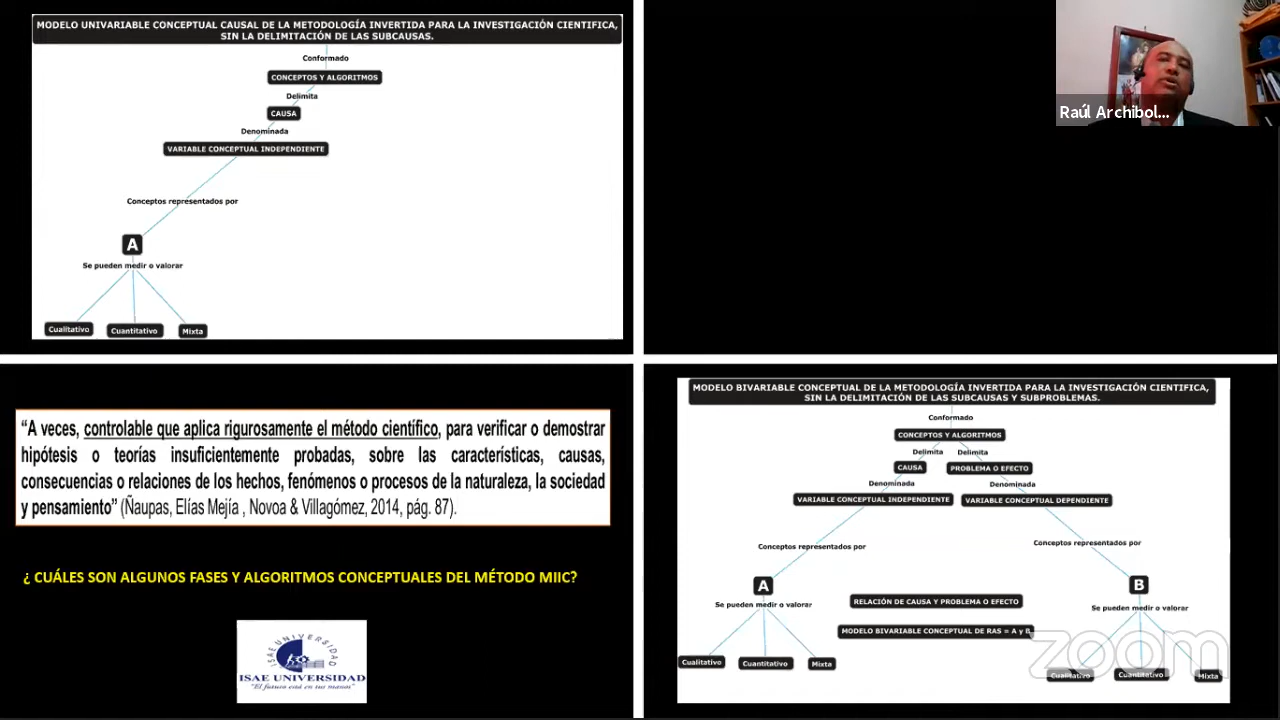 MODELO UNIVARIABLE CONCEPTUAL CAUSAL DE LA METODOLOGÍA INVERTIDA PARA LA INVESTIGACIÓN CIENTIFICA,
SIN LA DELIMITACIÓN DE LAS SUBCAUSAS.
Conformado
CONCEPTOS Y ALGORITMOS
Delimita
CAUSA
Denominada
VARIABLE CONCEPTUAL INDEPENDIENTE
Conceptos representados por
A
Se pueden medir o valorar
Cualitativo Cuantitativo Mixta
Raúl Archibol...
“A veces, controlable que aplica rigurosamente el método científico, para verificar o demostrar
hipótesis o teorías insuficientemente probadas, sobre las características, causas,
consecuencias o relaciones de los hechos, fenómenos o procesos de la naturaleza, la sociedad
y pensamiento” (Ñaupas, Elías Mejía , Novoa & Villagómez, 2014, pág. 87).
¿ CUÁLES SON ALGUNOS FASES Y ALGORITMOS CONCEPTUALES DEL MÉTODO MIIC?
ISAE UNIVERSIDAD
ISAE UNIVERSIDAD
"El futuro está en tus manos"
MODELO BIVARIABLE CONCEPTUAL DE LA METODOLOGÍA INVERTIDA PARA LA INVESTIGACIÓN CIENTIFICA,
SIN LA DELIMITACIÓN DE LAS SUBCAUSAS Y SUBPROBLEMAS.
Conformado
CONCEPTOS Y ALGORITMOS
Delimita Delimita
CAUSA PROBLEMA O EFECTO
Denominada Denominada
VARIABLE CONCEPTUAL INDEPENDIENTE VARIABLE CONCEPTUAL DEPENDIENTE
Conceptos representados por Conceptos representados por
A B
Se pueden medir o valorar RELACIÓN DE CAUSA Y PROBLEMA O EFECTO Se pueden medir o valorar
MODELO BIVARIABLE CONCEPTUAL DE RAS = A y B
Cualitativo Cuantitativo Mixta Cualitativo Cuantitativo Mixta
zoom